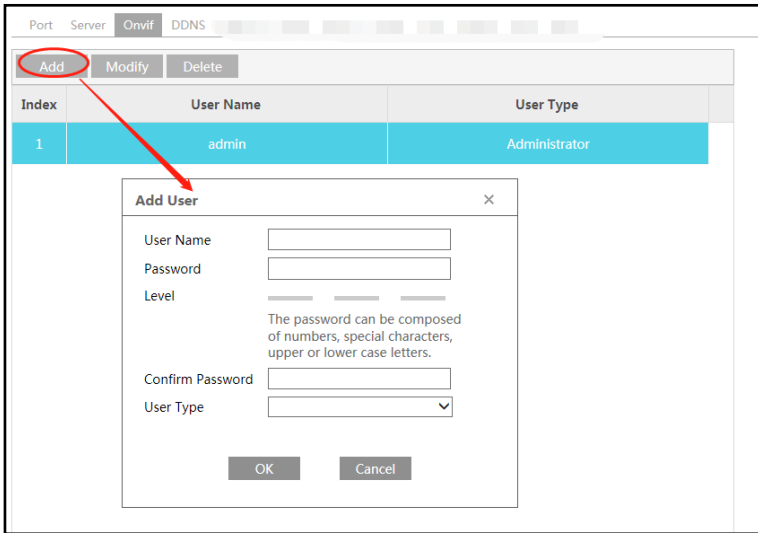 Port Server Onvif DDNS
Add Modify Delete
Index User Name User Type
1 admin Administrator
Add User ×
User Name
Password
Level
The password can be composed
of numbers, special characters,
upper or lower case letters.
Confirm Password
User Type
OK Cancel